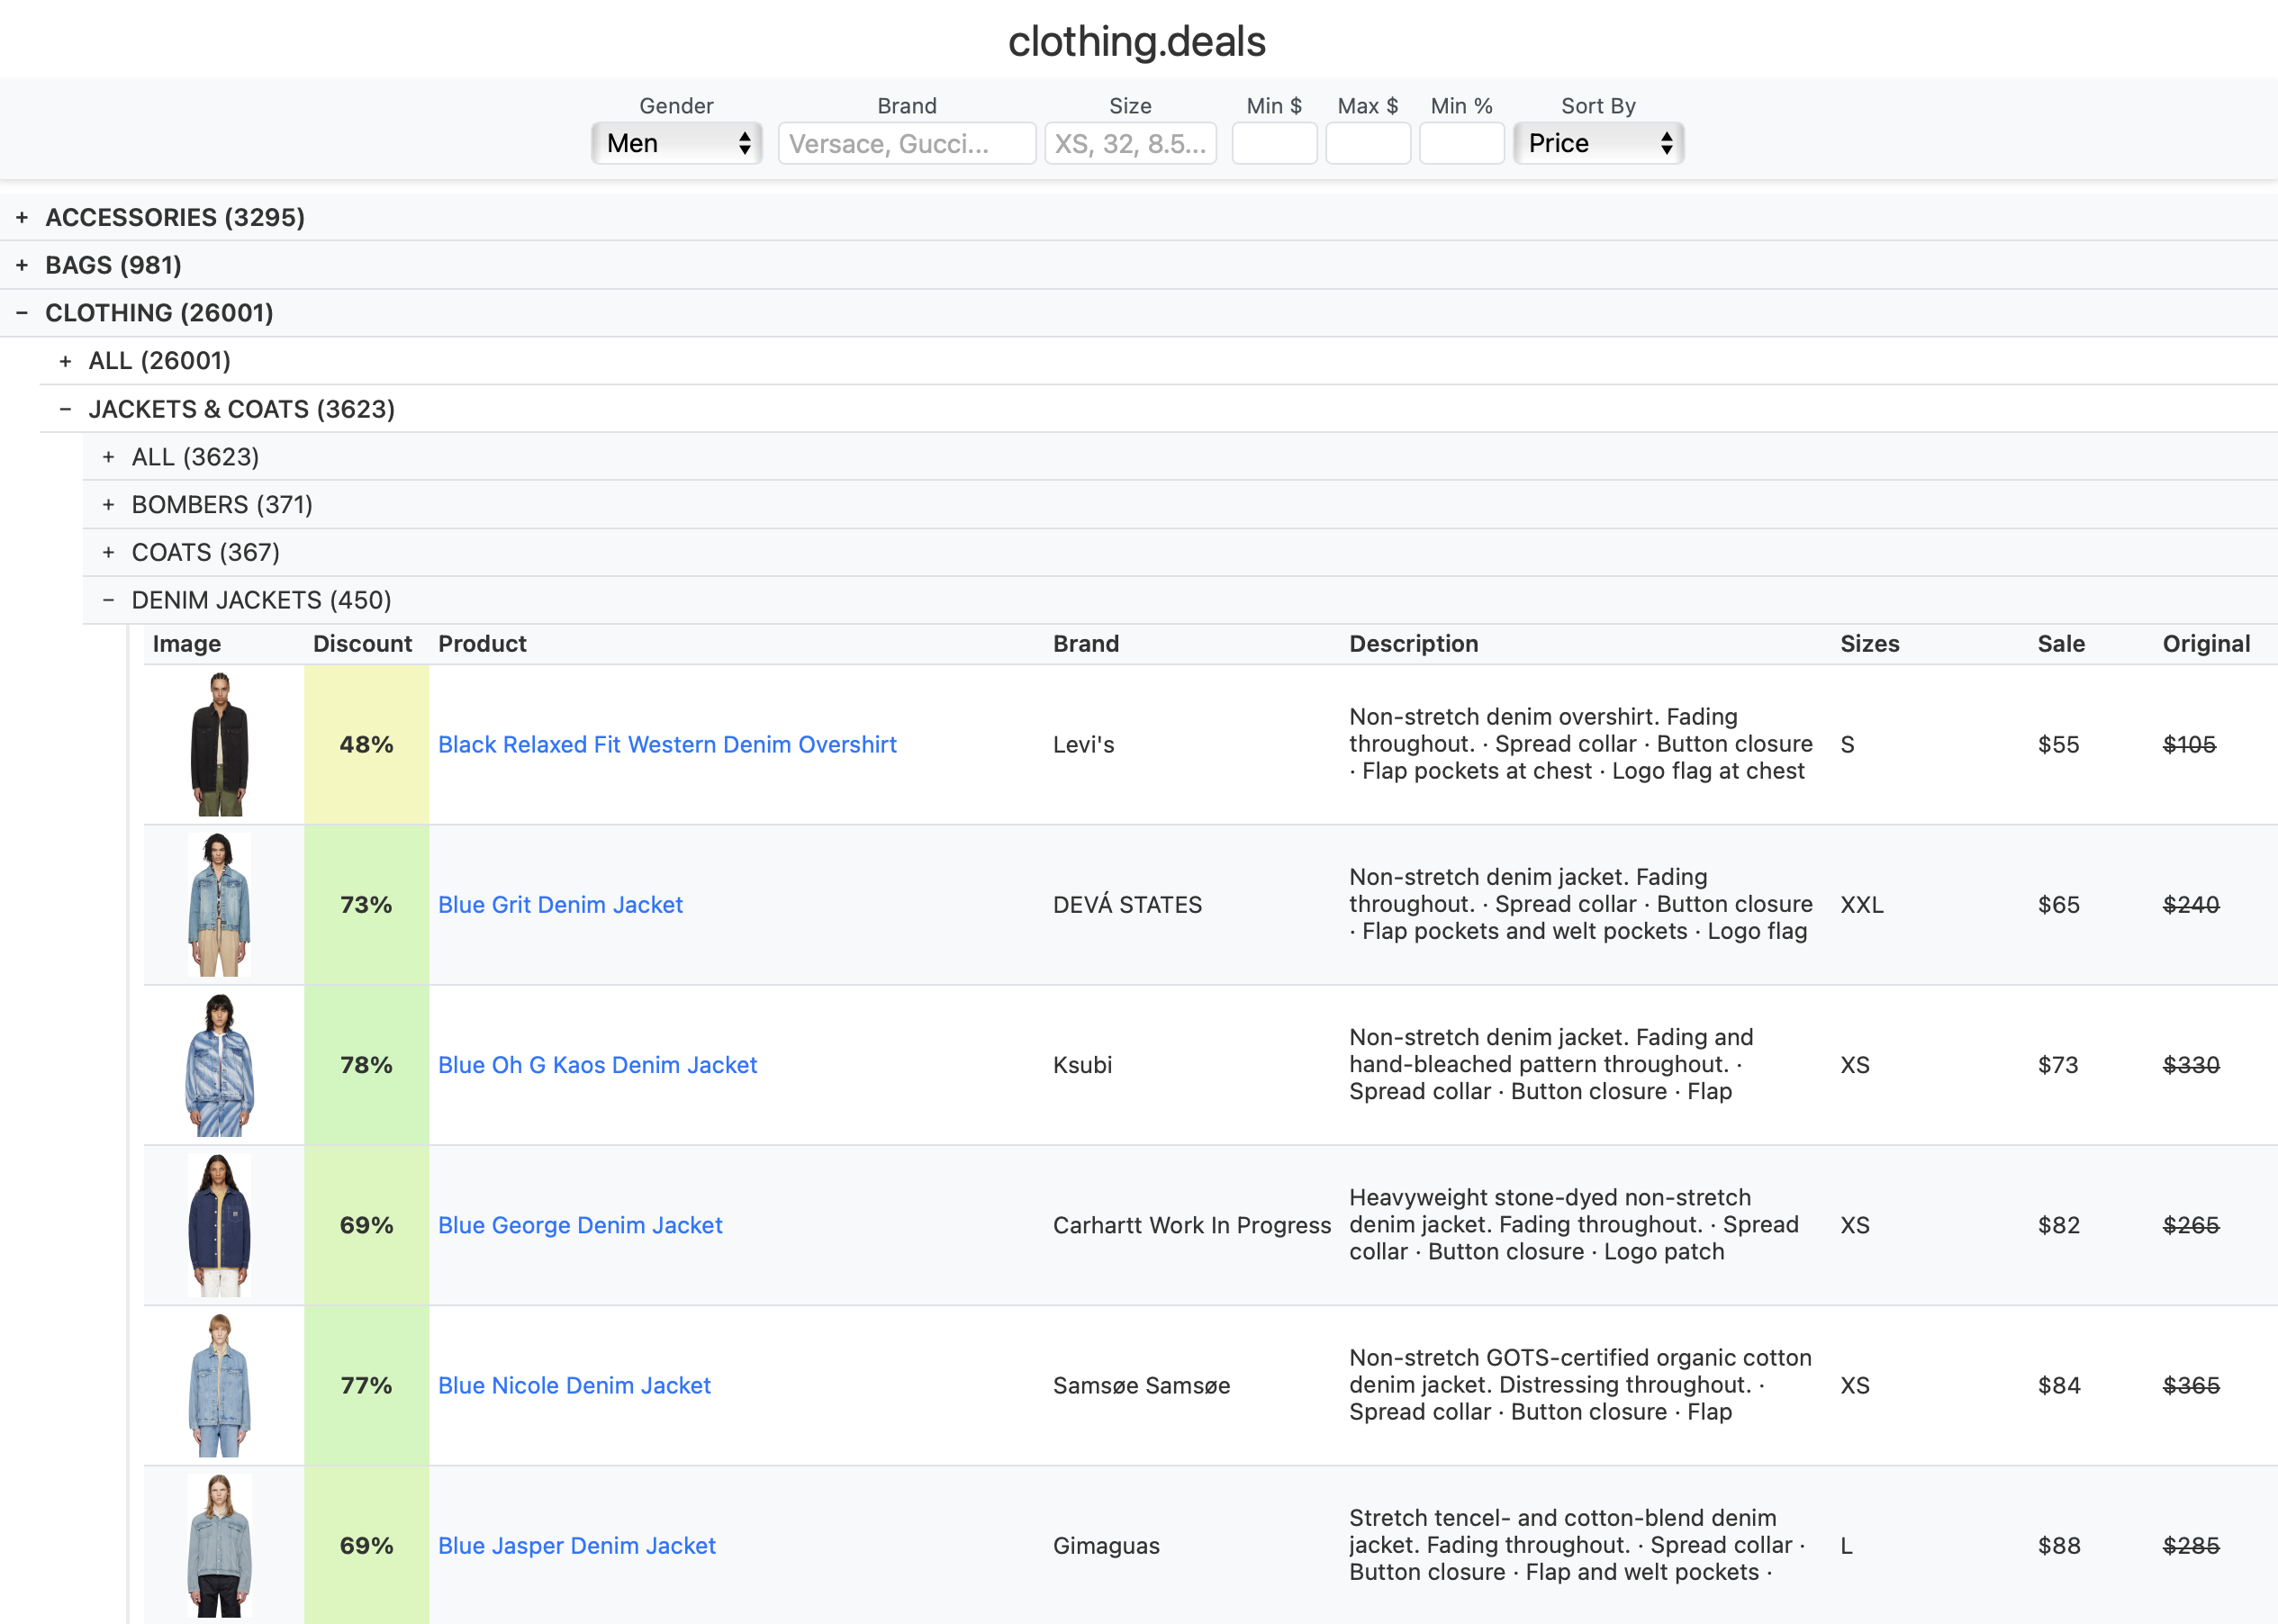 clothing.deals
Gender Brand Size Min $ Max $ Min % Sort By
Men Versace, Gucci... XS, 32, 8.5... Price
+ ACCESSORIES (3295)
+ BAGS (981)
− CLOTHING (26001)
+ ALL (26001)
− JACKETS & COATS (3623)
+ ALL (3623)
+ BOMBERS (371)
+ COATS (367)
− DENIM JACKETS (450)
Image Discount Product Brand Description Sizes Sale Original
48% Black Relaxed Fit Western Denim Overshirt Levi's
Non-stretch denim overshirt. Fading
throughout. · Spread collar · Button closure
· Flap pockets at chest · Logo flag at chest
S $55 $105
73% Blue Grit Denim Jacket DEVÁ STATES
Non-stretch denim jacket. Fading
throughout. · Spread collar · Button closure
· Flap pockets and welt pockets · Logo flag
XXL $65 $240
78% Blue Oh G Kaos Denim Jacket Ksubi
Non-stretch denim jacket. Fading and
hand-bleached pattern throughout. ·
Spread collar · Button closure · Flap
XS $73 $330
69% Blue George Denim Jacket Carhartt Work In Progress
Heavyweight stone-dyed non-stretch
denim jacket. Fading throughout. · Spread
collar · Button closure · Logo patch
XS $82 $265
77% Blue Nicole Denim Jacket Samsøe Samsøe
Non-stretch GOTS-certified organic cotton
denim jacket. Distressing throughout. ·
Spread collar · Button closure · Flap
XS $84 $365
69% Blue Jasper Denim Jacket Gimaguas
Stretch tencel- and cotton-blend denim
jacket. Fading throughout. · Spread collar ·
Button closure · Flap and welt pockets ·
L $88 $285